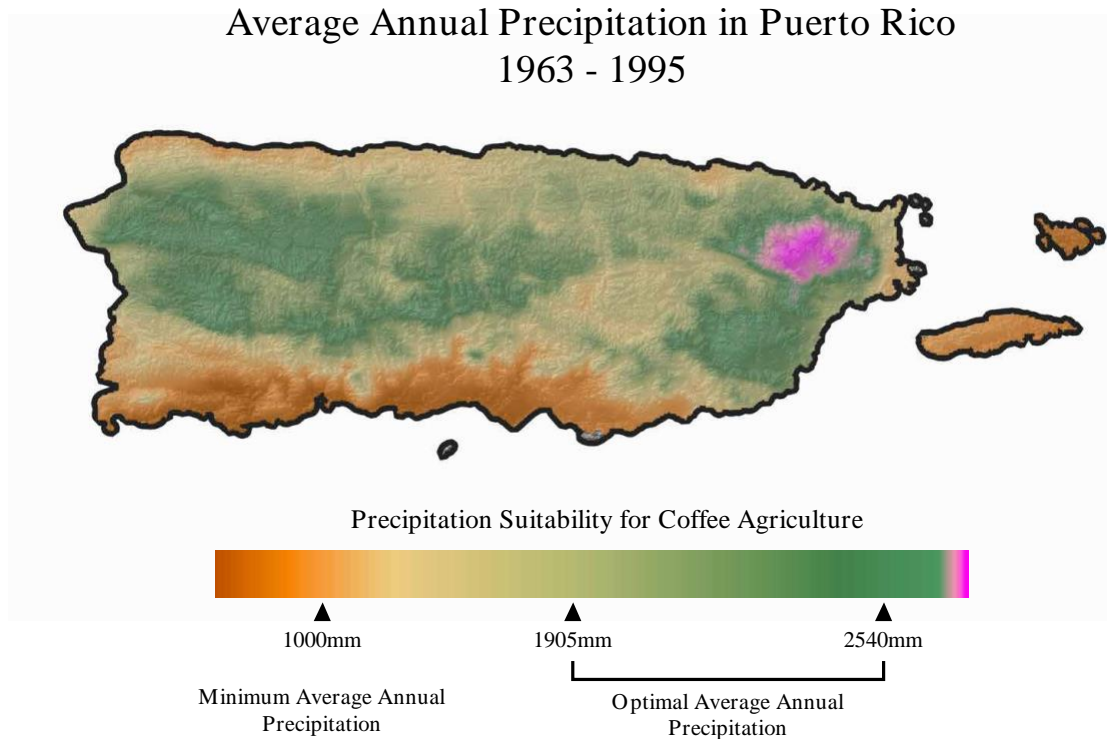 Average Annual Precipitation in Puerto Rico
1963 - 1995
Precipitation Suitability for Coffee Agriculture
1000mm
1905mm
2540mm
Minimum Average Annual
Precipitation
Optimal Average Annual
Precipitation